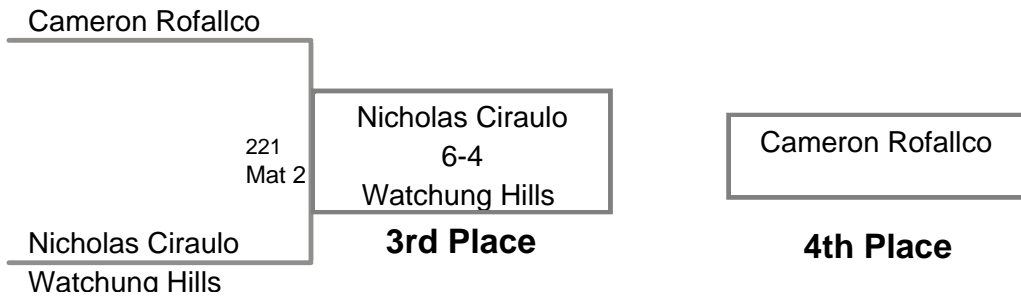 Cameron Rofallco
221
Mat 2
Nicholas Ciraulo
6-4
Watchung Hills
3rd Place
Cameron Rofallco
4th Place
Nicholas Ciraulo
Watchung Hills